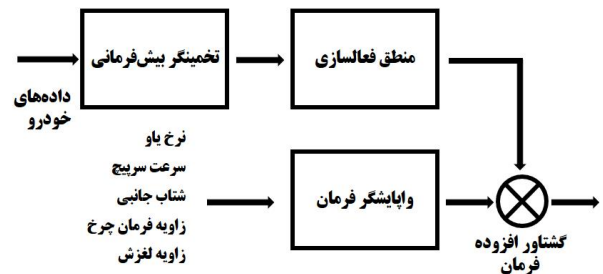 تخمینگر بیش‌فرمانی
منطق فعالسازی
داده‌های
خودرو
نرخ یاو
سرعت سرپیچ
شتاب جانبی
زاویه فرمان چرخ
زاویه لغزش
واپایشگر فرمان
گشتاور افزوده
فرمان